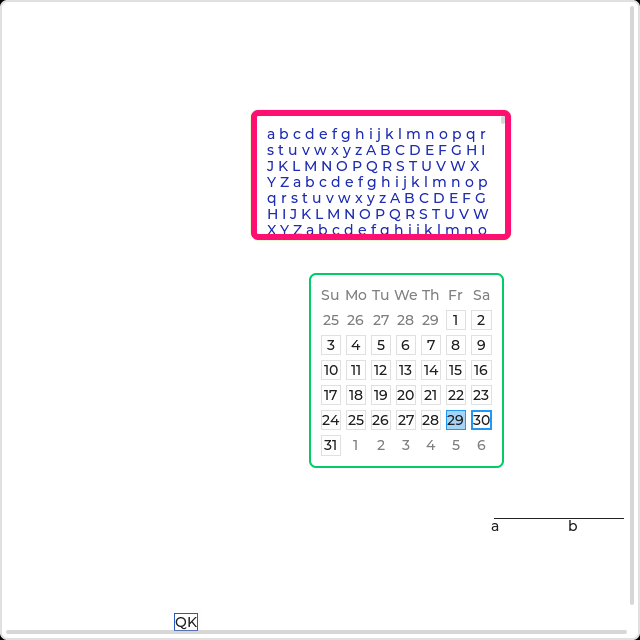 a b c d e f g h i j k l m n o p q r
s t u v w x y z A B C D E F G H I
J K L M N O P Q R S T U V W X
Y Z a b c d e f g h i j k l m n o p
q r s t u v w x y z A B C D E F G
H I J K L M N O P Q R S T U V W
X Y Z a b c d e f g h i j k l m n o
Su Mo Tu We Th Fr Sa
25 26 27 28 29 1 2
3 4 5 6 7 8 9
10 11 12 13 14 15 16
17 18 19 20 21 22 23
24 25 26 27 28 29 30
31 1 2 3 4 5 6
a b
QK